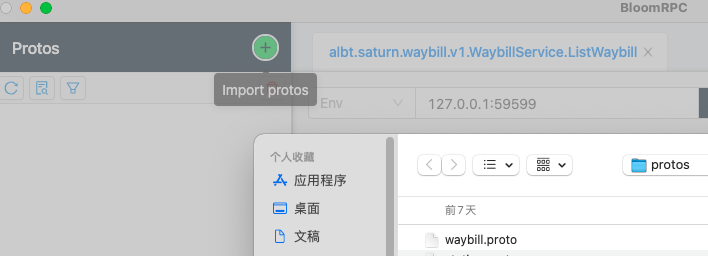 BloomRPC
Protos
albt.saturn.waybill.v1.WaybillService.ListWaybill
Import protos
Env
127.0.0.1:59599
个人收藏
应用程序
protos
桌面
前7天
文稿
waybill.proto